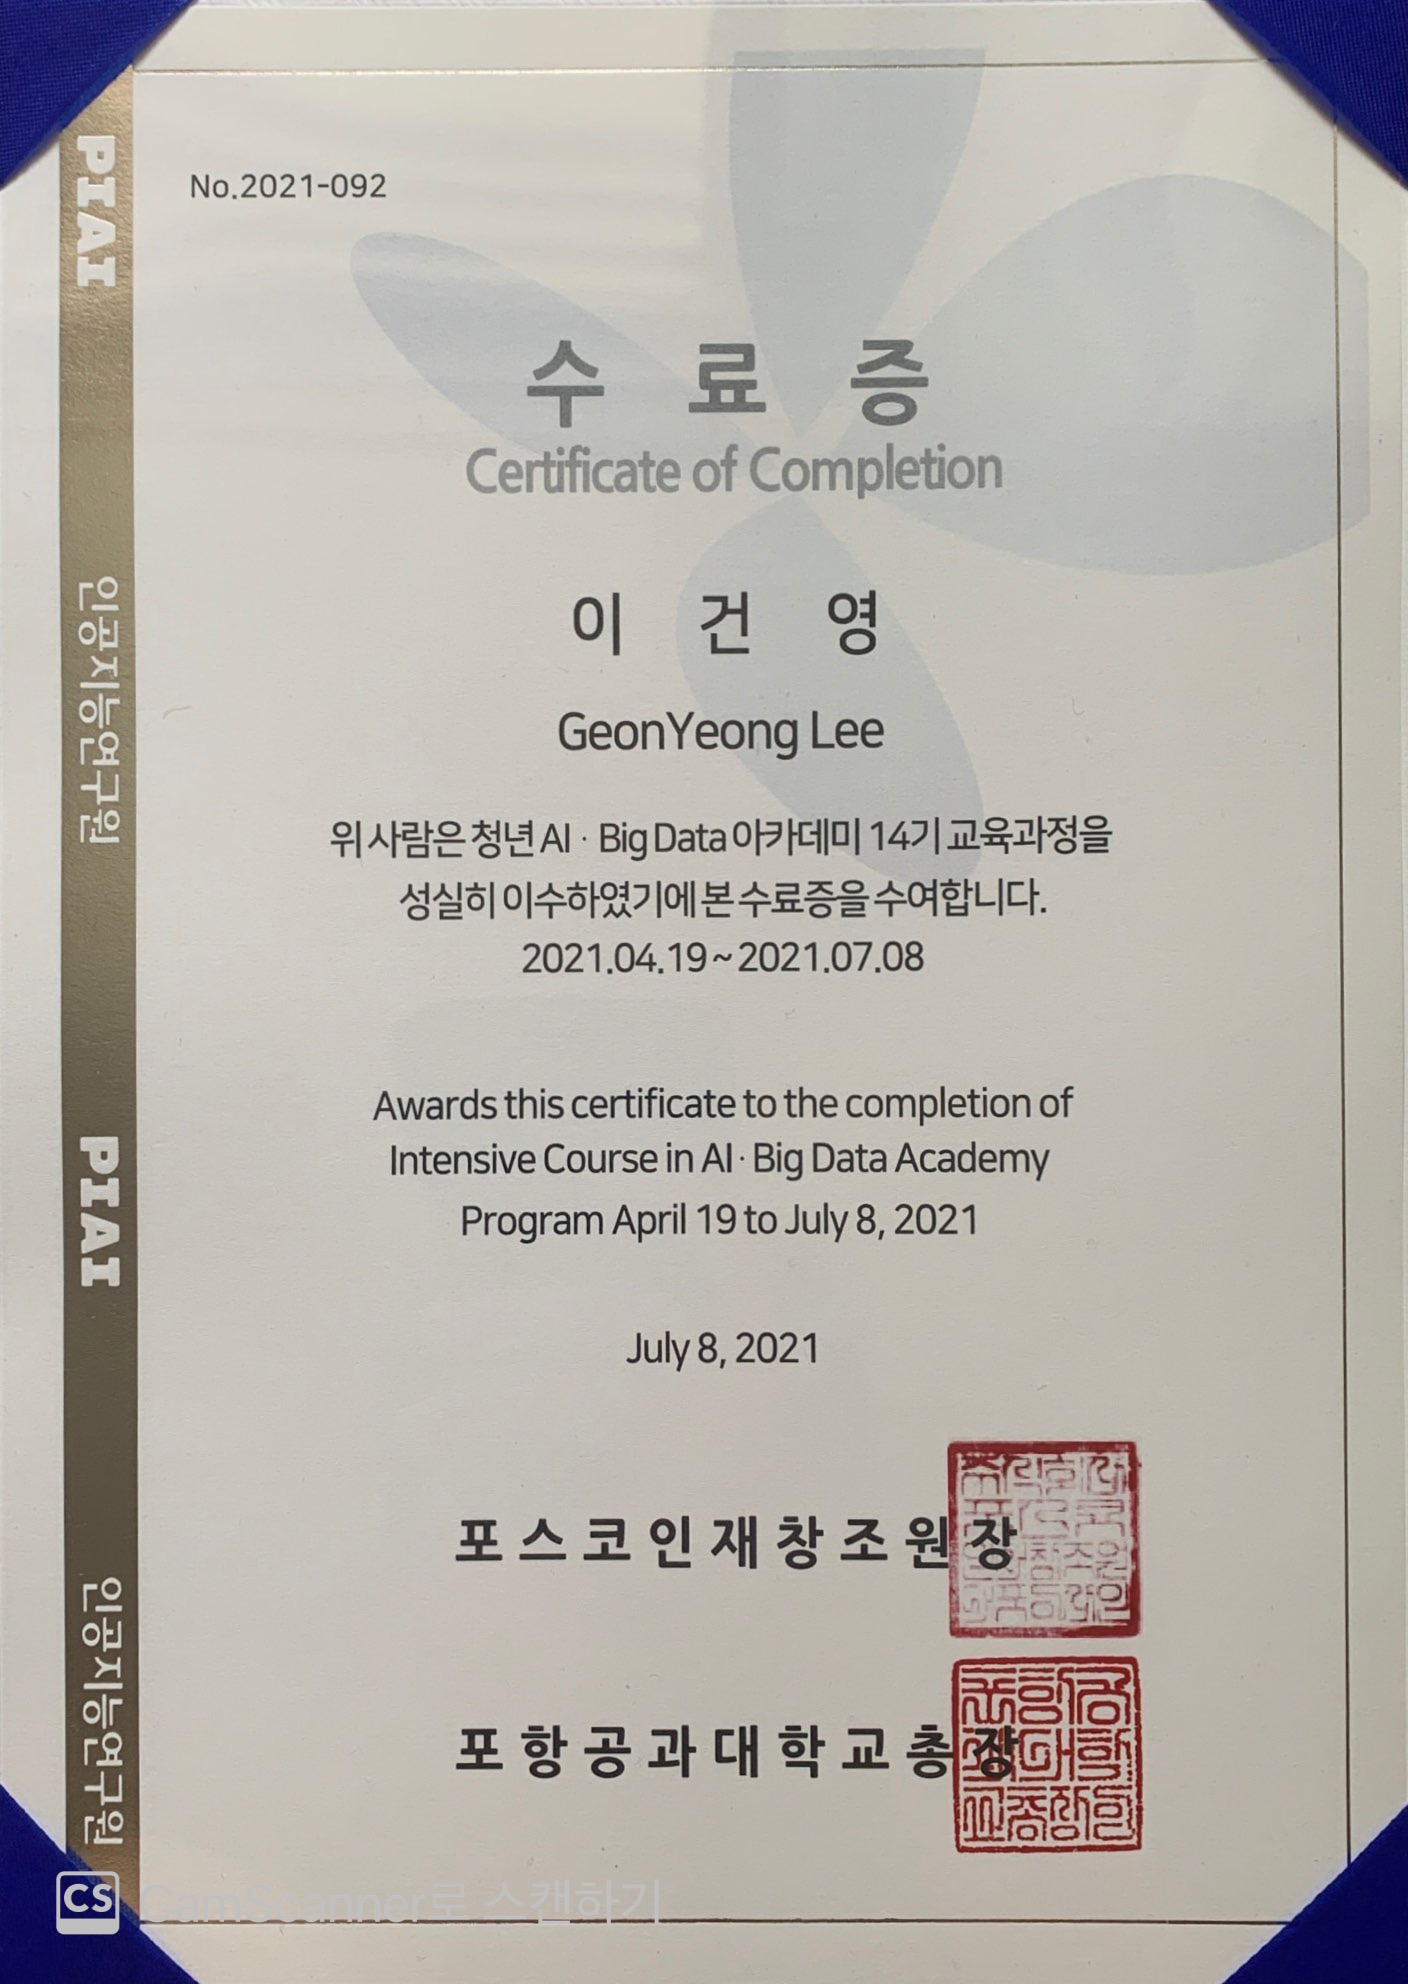 No.2021-092
수 료 증
Certificate of Completion
이 건 영
GeonYeong Lee
위 사람은 청년 AI · Big Data 아카데미 14기 교육과정을
성실히 이수하였기에 본 수료증을 수여합니다.
2021.04.19~2021.07.08
Awards this certificate to the completion of
Intensive Course in AI · Big Data Academy
Program April 19 to July 8, 2021
July 8, 2021
포 스 코 인 재 창 조 원 장
포 항 공 과 대 학 교 총 장
PIAI
인공지능연구원
PIAI
인공지능연구원
CS CamScanner로 스캔하기